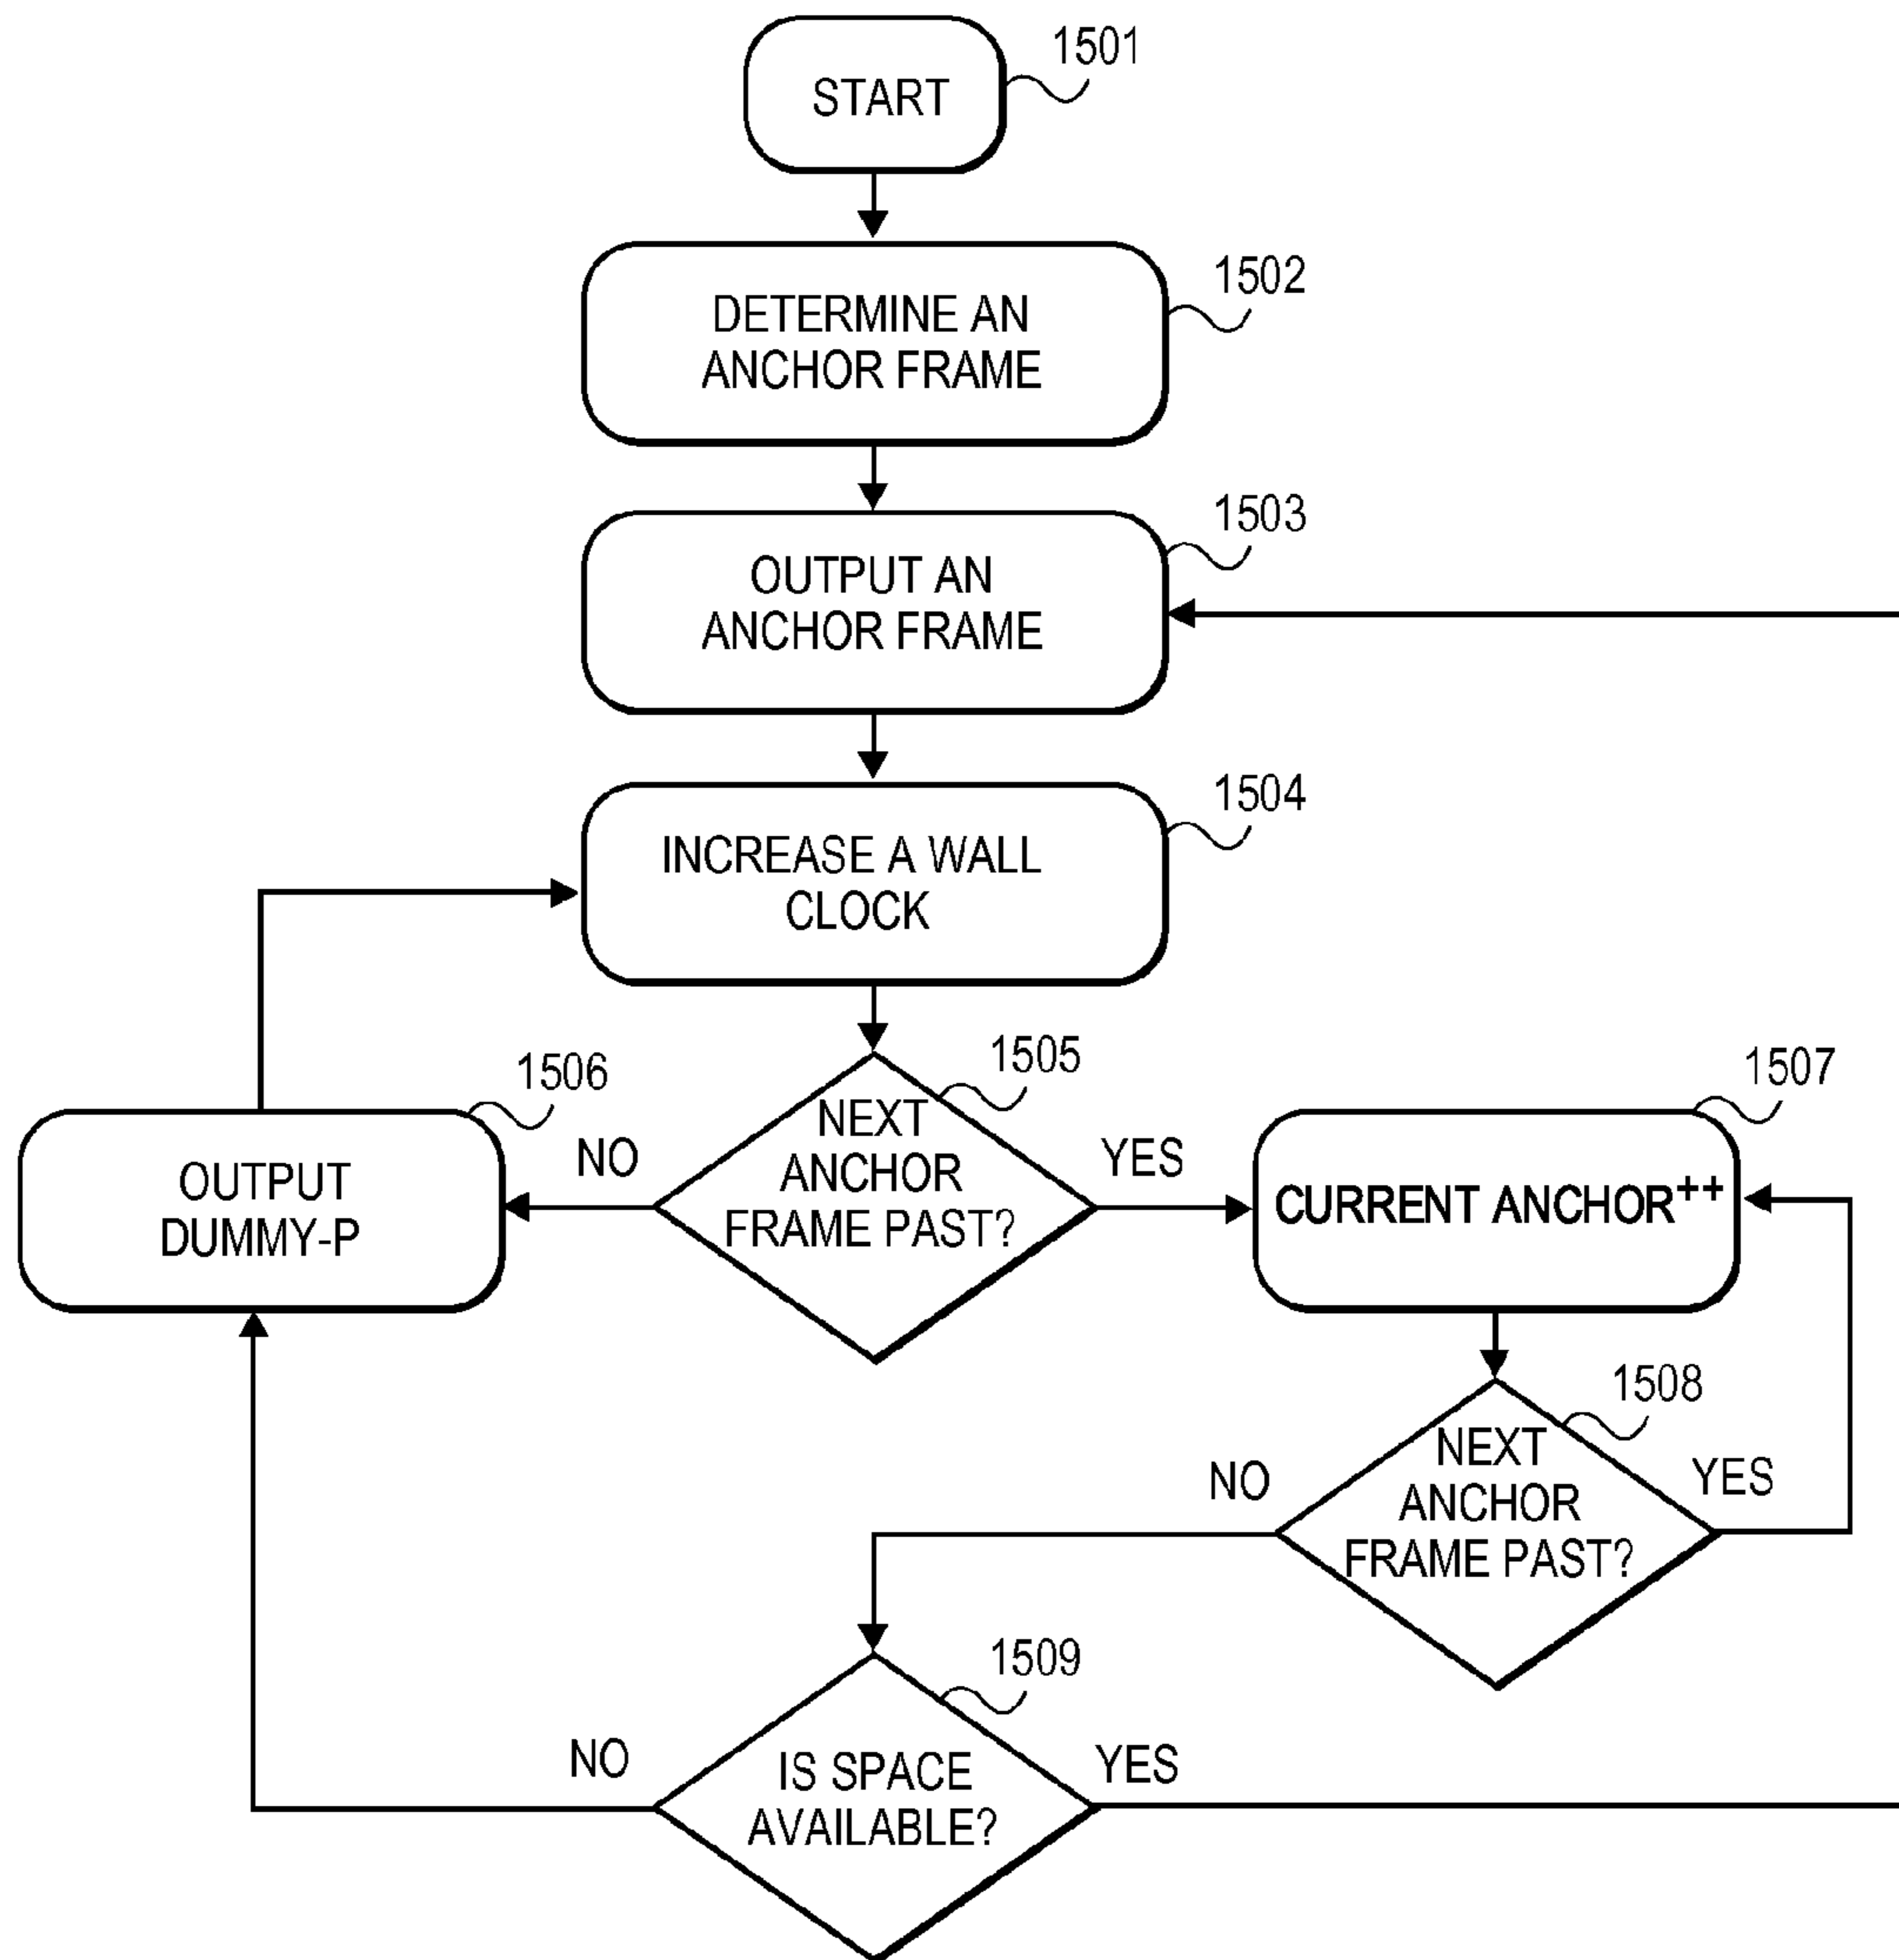 1501
START
1502
DETERMINE AN
ANCHOR FRAME
1503
OUTPUT AN
ANCHOR FRAME
1504
INCREASE A WALL
CLOCK
1505
NEXT
ANCHOR
FRAME PAST?
NO
YES
1506
OUTPUT
DUMMY-P
1507
CURRENT ANCHOR++
1508
NEXT
ANCHOR
FRAME PAST?
NO
YES
1509
IS SPACE
AVAILABLE?
NO
YES